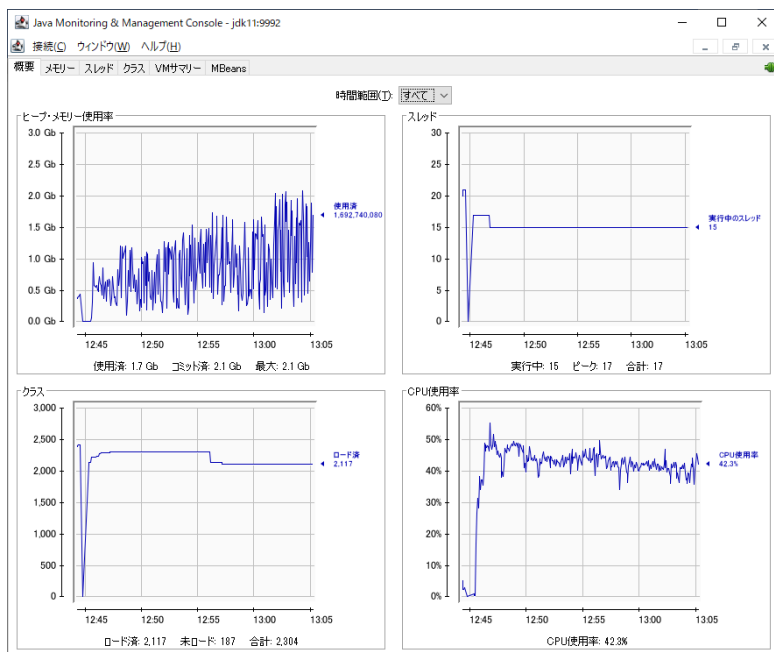 Java Monitoring & Management Console - jdk11:9992
接続(C) ウィンドウ(W) ヘルプ(H)
概要 メモリー スレッド クラス VMサマリー MBeans
時間範囲(T): すべて
ヒープ・メモリー使用率
3.0 Gb
2.5 Gb
2.0 Gb
1.5 Gb
1.0 Gb
0.5 Gb
0.0 Gb
使用済
1,692,740,080
12:45 12:50 12:55 13:00 13:05
使用済: 1.7 Gb コミット済: 2.1 Gb 最大: 2.1 Gb
スレッド
30
25
20
15
10
5
0
実行中のスレッド
15
12:45 12:50 12:55 13:00 13:05
実行中: 15 ピーク: 17 合計: 17
クラス
3,000
2,500
2,000
1,500
1,000
500
0
ロード済
2,117
12:45 12:50 12:55 13:00 13:05
ロード済: 2,117 未ロード: 187 合計: 2,304
CPU使用率
60%
50%
40%
30%
20%
10%
0%
CPU使用率
42.3%
12:45 12:50 12:55 13:00 13:05
CPU使用率: 42.3%